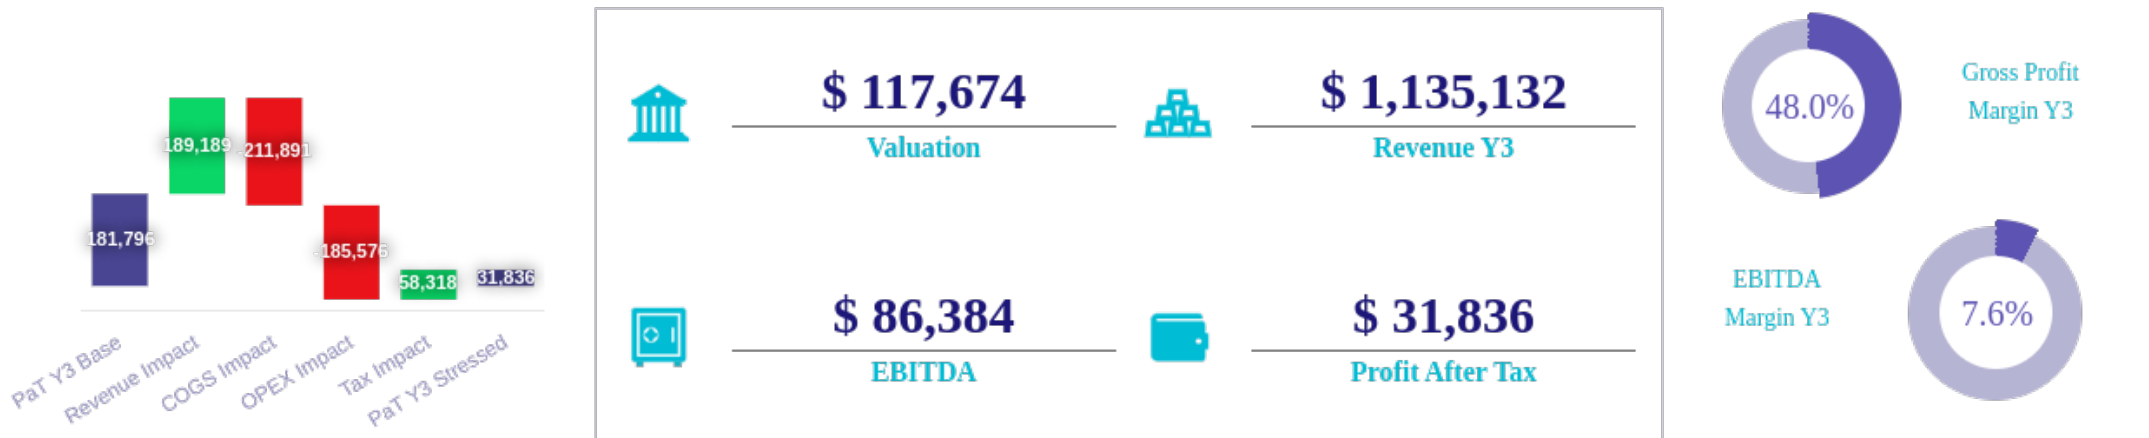 181,796
189,189
-211,891
-185,576
58,318
31,836
PaT Y3 Base
Revenue Impact
COGS Impact
OPEX Impact
Tax Impact
PaT Y3 Stressed
$ 117,674
Valuation
$ 1,135,132
Revenue Y3
$ 86,384
EBITDA
$ 31,836
Profit After Tax
48.0%
Gross Profit
Margin Y3
EBITDA
Margin Y3
7.6%